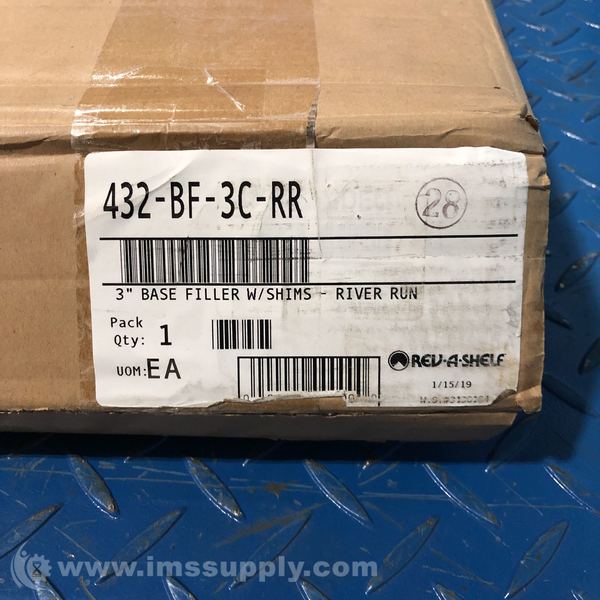 432-BF-3C-RR
28
3" BASE FILLER W/SHIMS - RIVER RUN
Pack
Qty: 1
UOM: EA
REV-A-SHELF
1/15/19
www.imssupply.com